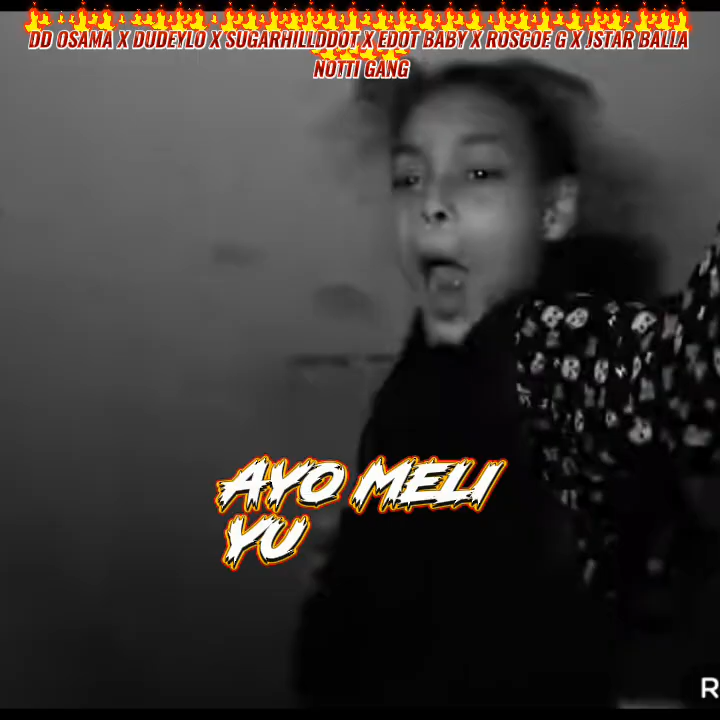 DD OSAMA X DUDEYLO X SUGARHILLDDOT X EDOT BABY X ROSCOE G X JSTAR BALLA
NOTTI GANG
AYO MELI
YU
R